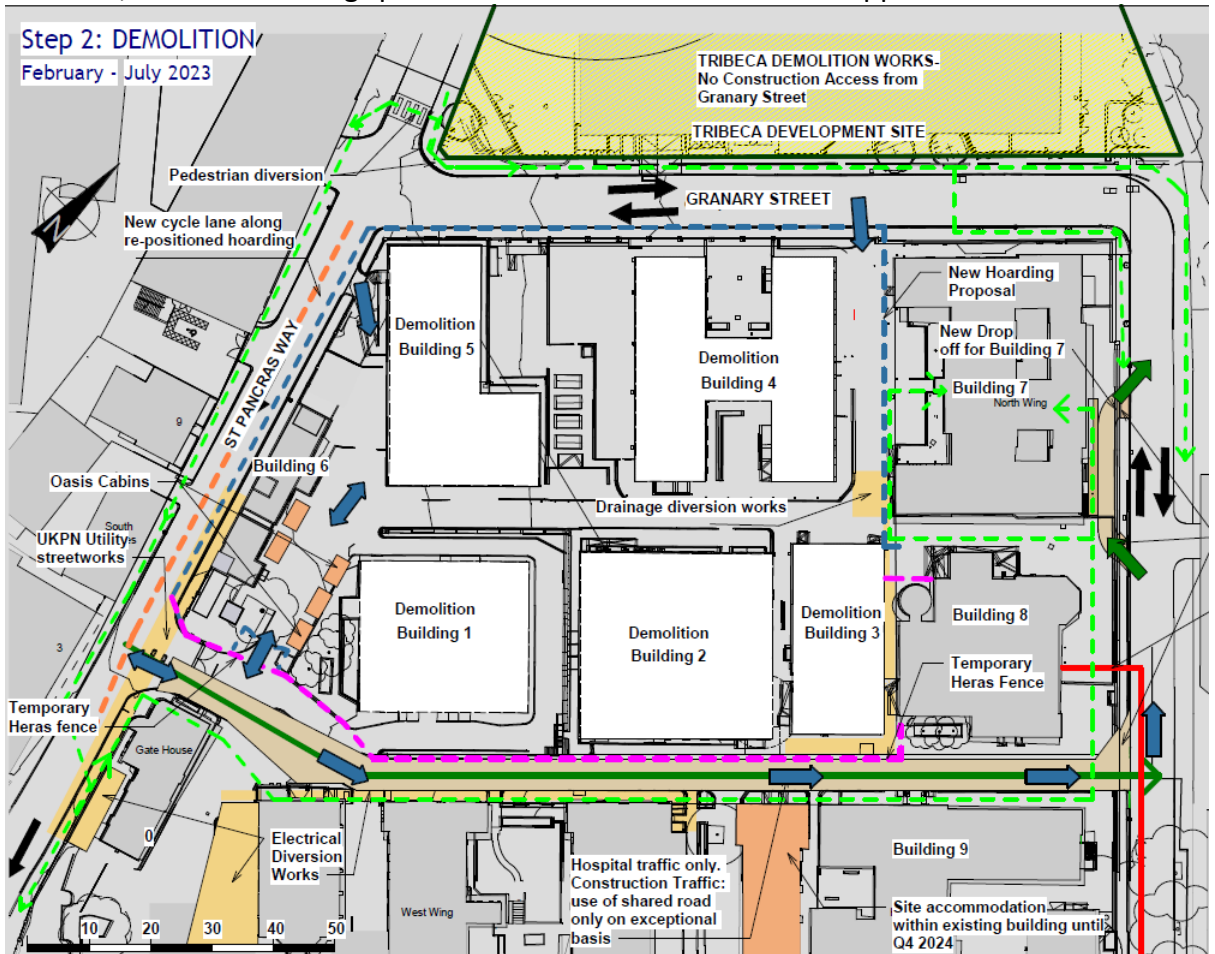 Step 2: DEMOLITION
February - July 2023
TRIBECA DEMOLITION WORKS-
No Construction Access from
Granary Street
TRIBECA DEVELOPMENT SITE
Pedestrian diversion
GRANARY STREET
New cycle lane along
re-positioned hoarding
N
New Hoarding
Proposal
Demolition
Building 5
Demolition
Building 4
New Drop
off for Building 7
Building 7
North Wing
ST PANCRAS WAY
9
Building 6
Oasis Cabins
Drainage diversion works
South
UKPN Utility
streetworks
Demolition
Building 1
Demolition
Building 2
Demolition
Building 3
Building 8
3
Temporary
Heras Fence
Temporary
Heras fence
Gate House
0
Electrical
Diversion
Works
Hospital traffic only.
Construction Traffic:
use of shared road
only on exceptional
basis
Building 9
West Wing
Site accommodation
within existing building until
Q4 2024
10 20 30 40 50